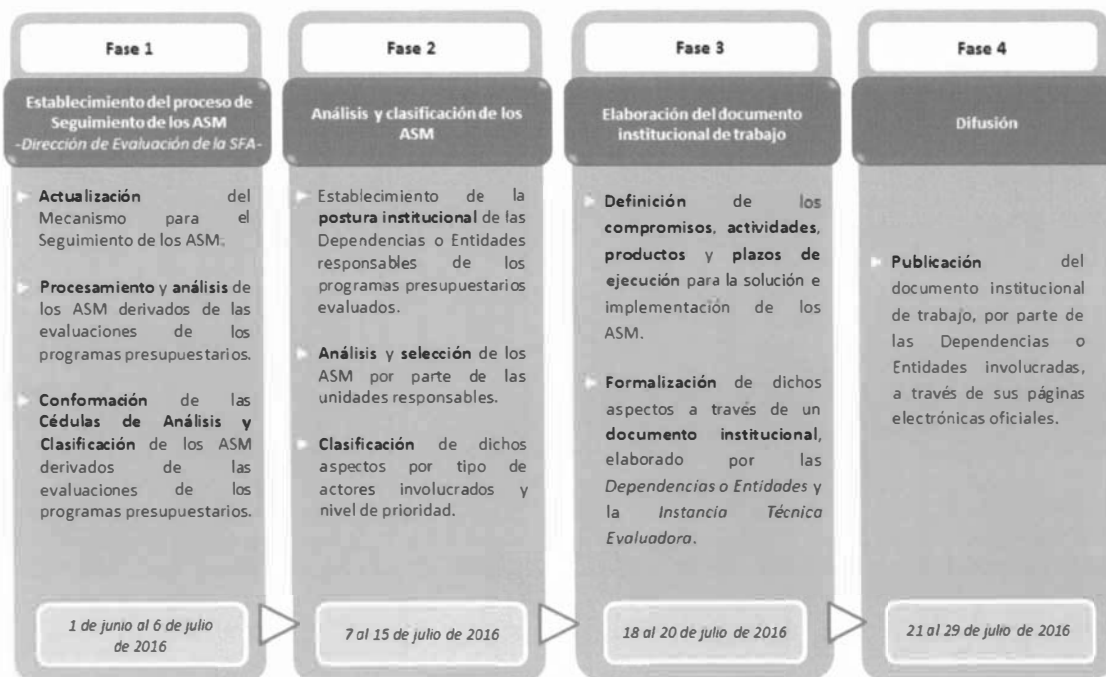 Fase 1
Establecimiento del proceso de
Seguimiento de los ASM
-Dirección de Evaluación de la SFA-
Actualización del
Mecanismo para el
Seguimiento de los ASM.
Procesamiento y análisis de
los ASM derivados de las
evaluaciones de los
programas presupuestarios.
Conformación de las
Cédulas de Análisis y
Clasificación de los ASM
derivados de las
evaluaciones de los
programas presupuestarios.
1 de junio al 6 de julio
de 2016
Fase 2
Análisis y clasificación de los
ASM
Establecimiento de la
postura institucional de las
Dependencias o Entidades
responsables de los
programas presupuestarios
evaluados.
Análisis y selección de los
ASM por parte de las
unidades responsables.
Clasificación de dichos
aspectos por tipo de
actores involucrados y
nivel de prioridad.
7 al 15 de julio de 2016
Fase 3
Elaboración del documento
institucional de trabajo
Definición de los
compromisos, actividades,
productos y plazos de
ejecución para la solución e
implementación de los
ASM.
Formalización de dichos
aspectos a través de un
documento institucional,
elaborado por las
Dependencias o Entidades y
la Instancia Técnica
Evaluadora.
18 al 20 de julio de 2016
Fase 4
Difusión
Publicación del
documento institucional
de trabajo, por parte de
las Dependencias o
Entidades involucradas,
a través de sus páginas
electrónicas oficiales.
21 al 29 de julio de 2016